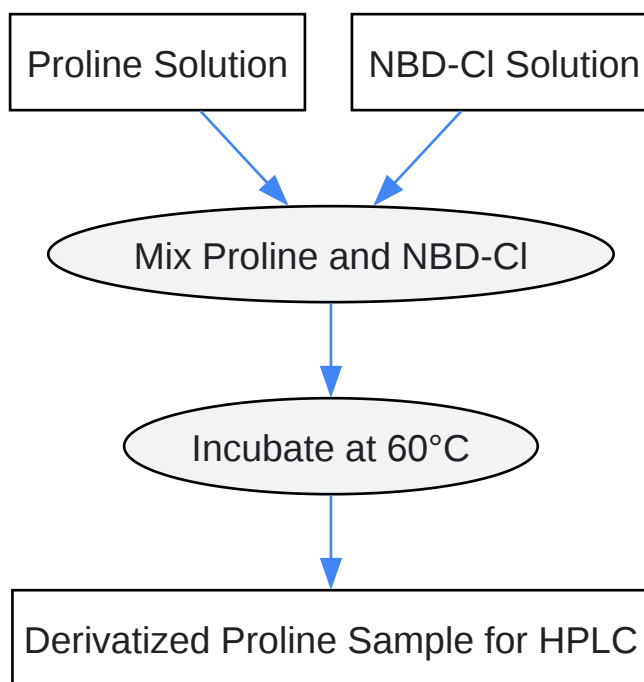 Proline Solution
NBD-Cl Solution
Mix Proline and NBD-Cl
Incubate at 60°C
Derivatized Proline Sample for HPLC